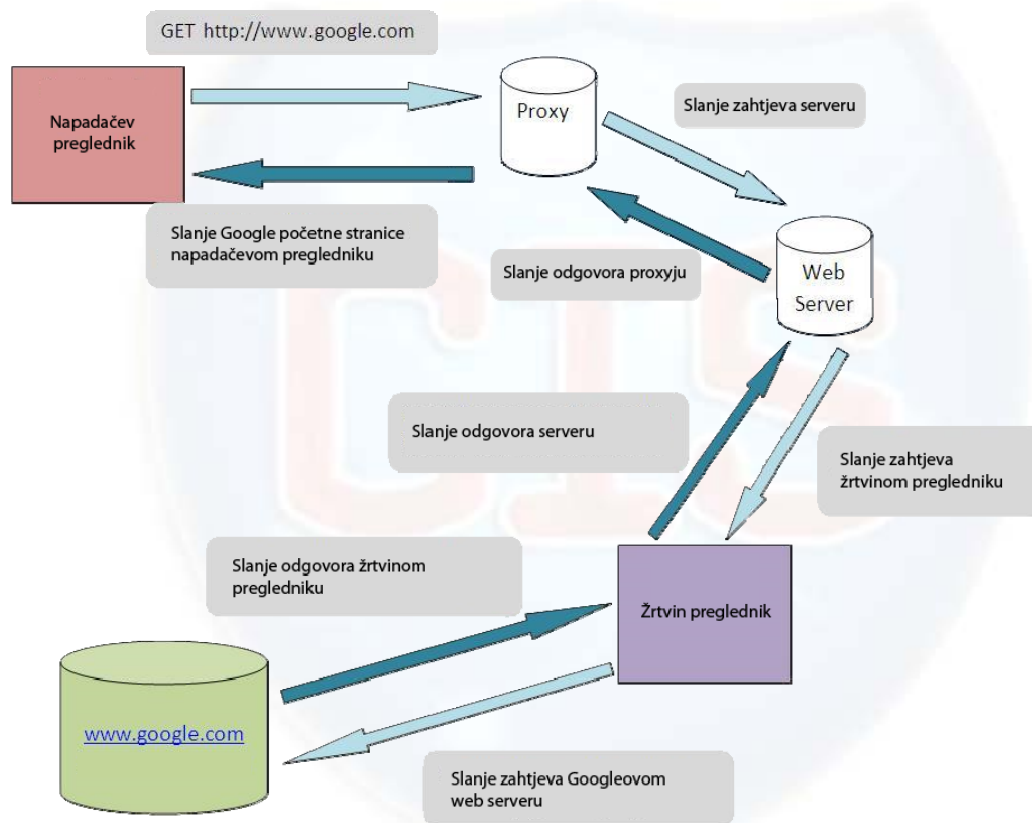 GET http://www.google.com
Napadačev
preglednik
Proxy
Slanje zahtjeva serveru
Slanje Google početne stranice
napadačevom pregledniku
Slanje odgovora proxyju
Web
Server
Slanje odgovora serveru
Slanje zahtjeva
žrtvinom pregledniku
Slanje odgovora žrtvinom
pregledniku
Žrtvin preglednik
www.google.com
Slanje zahtjeva Googleovom
web serveru
CIS